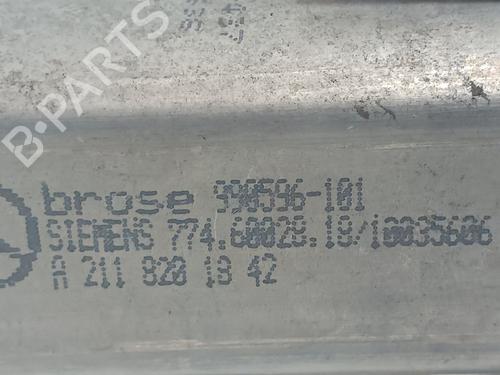 B-PARTS
brose 990596-101
SIEMENS 774.60028.18/10035606
A 211 820 18 42